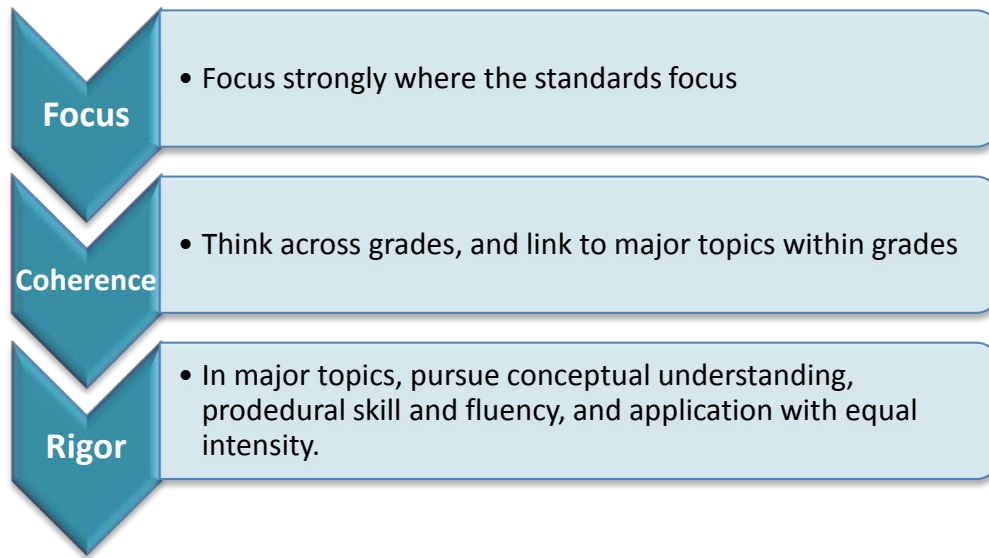 Focus
• Focus strongly where the standards focus
Coherence
• Think across grades, and link to major topics within grades
Rigor
• In major topics, pursue conceptual understanding,
prodedural skill and fluency, and application with equal
intensity.